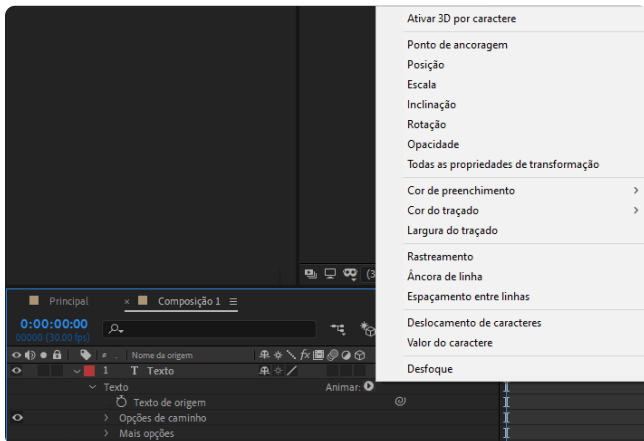 Ativar 3D por caractere
Ponto de ancoragem
Posição
Escala
Inclinação
Rotação
Opacidade
Todas as propriedades de transformação
Cor de preenchimento >
Cor do traçado >
Largura do traçado
Rastreamento
Âncora de linha
Espaçamento entre linhas
Deslocamento de caracteres
Valor do caractere
Desfoque
(3
Principal × Composição 1
0:00:00:00
00000 (30.00 fps)
# . Nome da origem fx
1 T Texto
Texto Animar:
Texto de origem
Opções de caminho
Mais opções